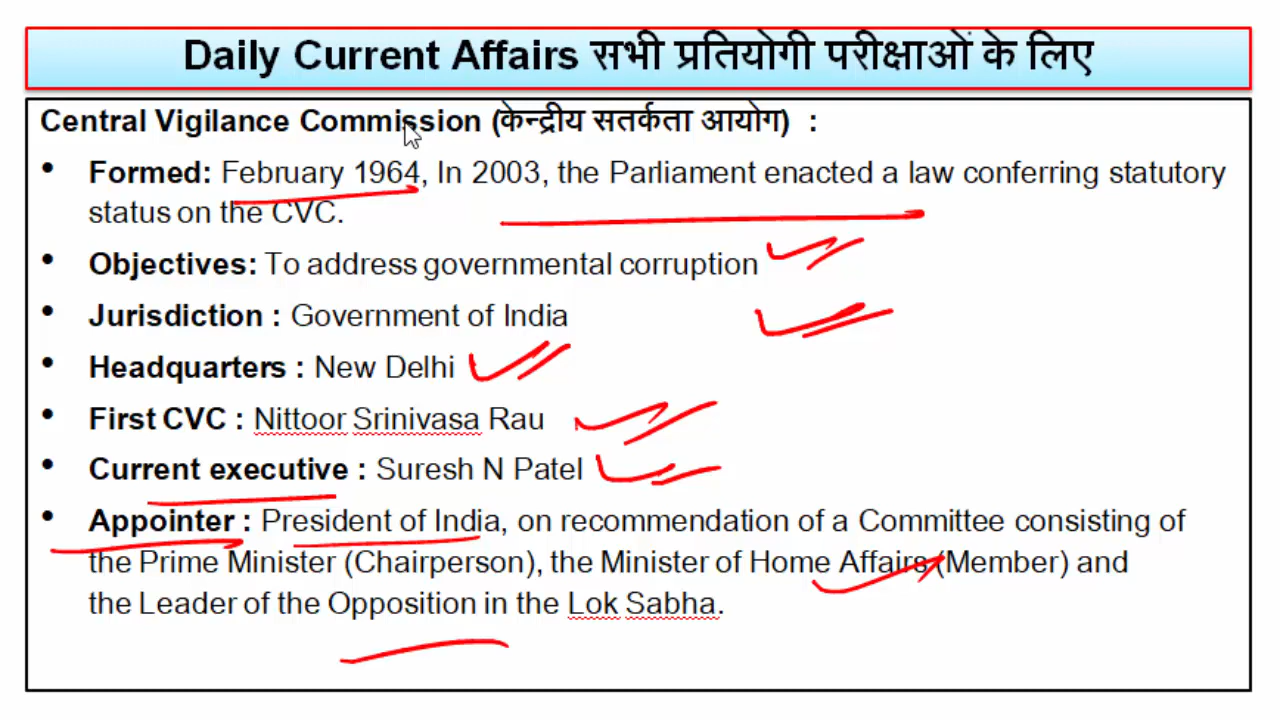 Daily Current Affairs सभी प्रतियोगी परीक्षाओं के लिए
Central Vigilance Commission (केन्द्रीय सतर्कता आयोग) :
• Formed: February 1964, In 2003, the Parliament enacted a law conferring statutory
status on the CVC.
• Objectives: To address governmental corruption
• Jurisdiction : Government of India
• Headquarters : New Delhi
• First CVC : Nittoor Srinivasa Rau
• Current executive : Suresh N Patel
• Appointer : President of India, on recommendation of a Committee consisting of
the Prime Minister (Chairperson), the Minister of Home Affairs (Member) and
the Leader of the Opposition in the Lok Sabha.